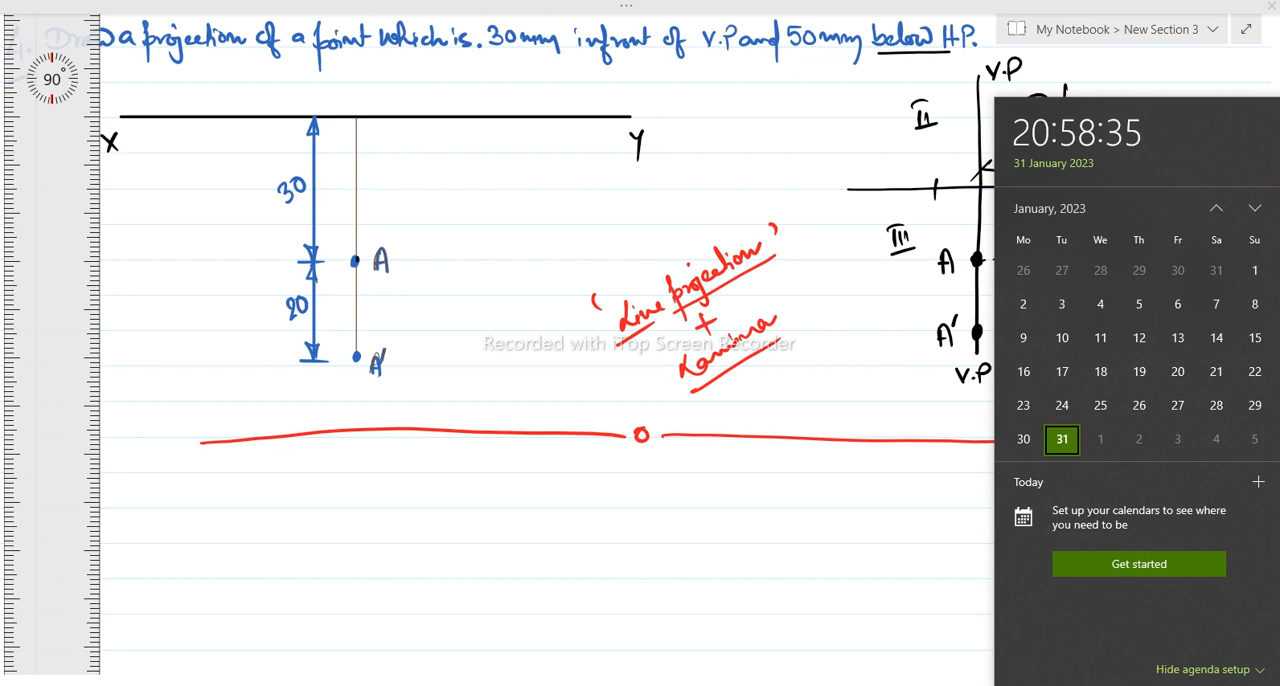 ...
1. Draw a projection of a point which is. 30mm infront of V.P and 50mm below H.P.
My Notebook > New Section 3
90°
X
Y
30
20
A
A'
V.P
II
III
A
A'
V.P
'Line projection'
+
Lamina
Recorded with iTop Screen Recorder
20:58:35
31 January 2023
January, 2023
Mo Tu We Th Fr Sa Su
26 27 28 29 30 31 1
2 3 4 5 6 7 8
9 10 11 12 13 14 15
16 17 18 19 20 21 22
23 24 25 26 27 28 29
30 31 1 2 3 4 5
Today
Set up your calendars to see where
you need to be
Get started
Hide agenda setup